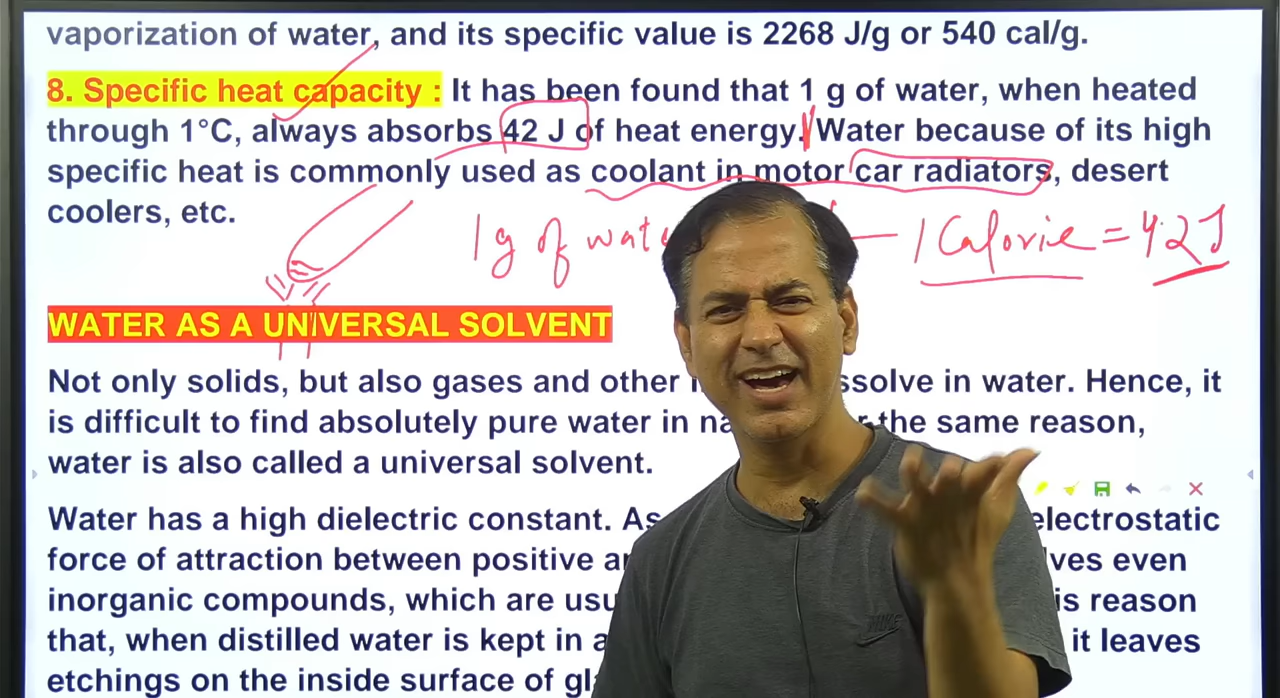 vaporization of water, and its specific value is 2268 J/g or 540 cal/g.
8. Specific heat capacity : It has been found that 1 g of water, when heated
through 1°C, always absorbs 42 J of heat energy. Water because of its high
specific heat is commonly used as coolant in motor car radiators, desert
coolers, etc.
1g of wate — 1 Calorie = 4.2 J
WATER AS A UNIVERSAL SOLVENT
Not only solids, but also gases and other ssolve in water. Hence, it
is difficult to find absolutely pure water in na the same reason,
water is also called a universal solvent.
Water has a high dielectric constant. As electrostatic
force of attraction between positive ves even
inorganic compounds, which are usu is reason
that, when distilled water is kept in it leaves
etchings on the inside surface of